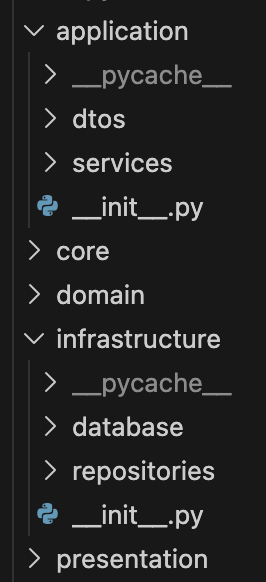 application
__pycache__
dtos
services
__init__.py
core
domain
infrastructure
__pycache__
database
repositories
__init__.py
presentation